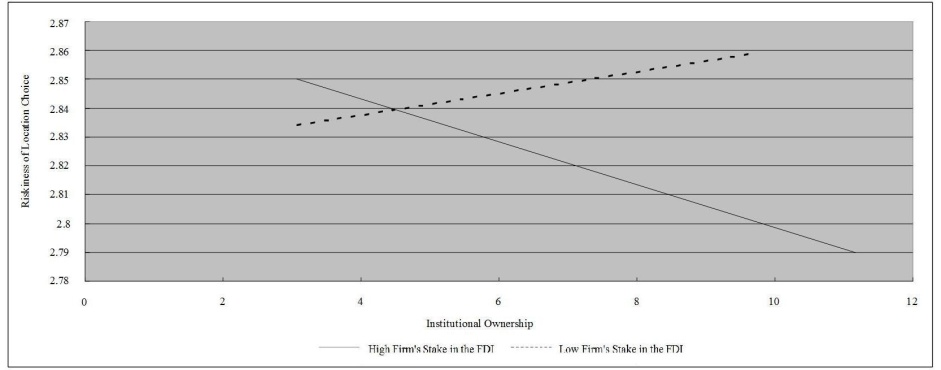 2.87
2.86
2.85
2.84
2.83
2.82
2.81
2.8
2.79
2.78
Riskiness of Location Choice
0 2 4 6 8 10 12
Institutional Ownership
High Firm's Stake in the FDI Low Firm's Stake in the FDI